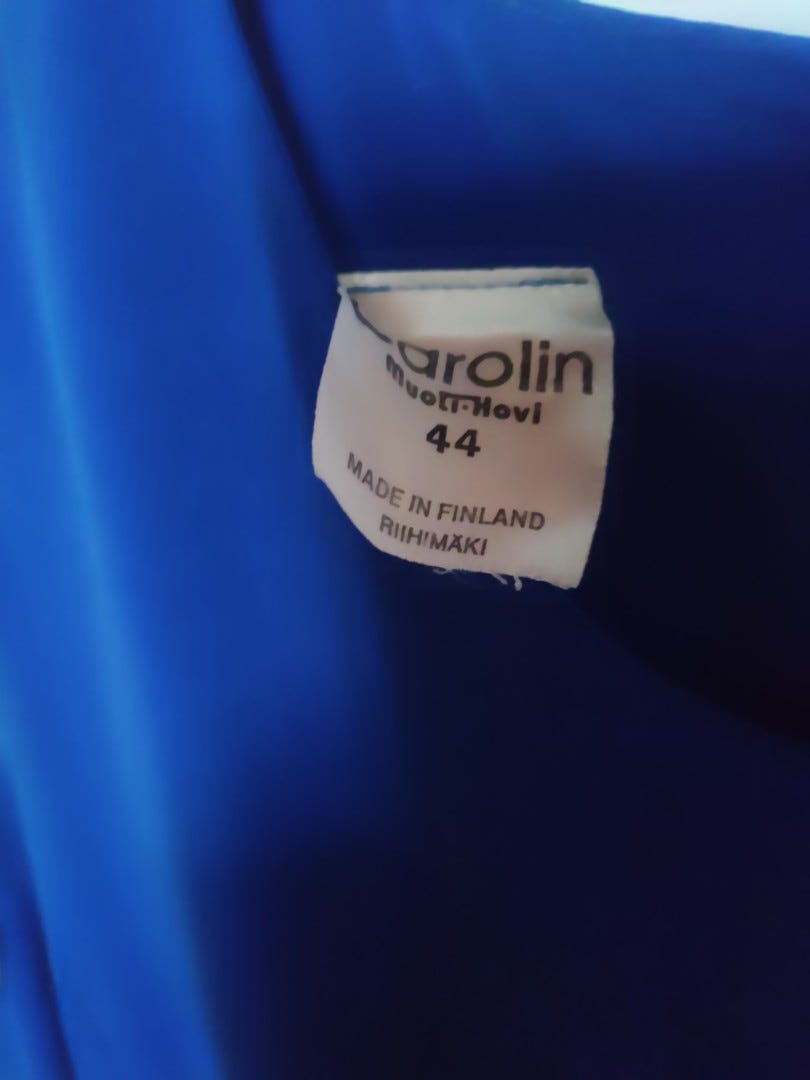 Carolin
Muoti-Hovi
44
MADE IN FINLAND
RIIHIMÄKI